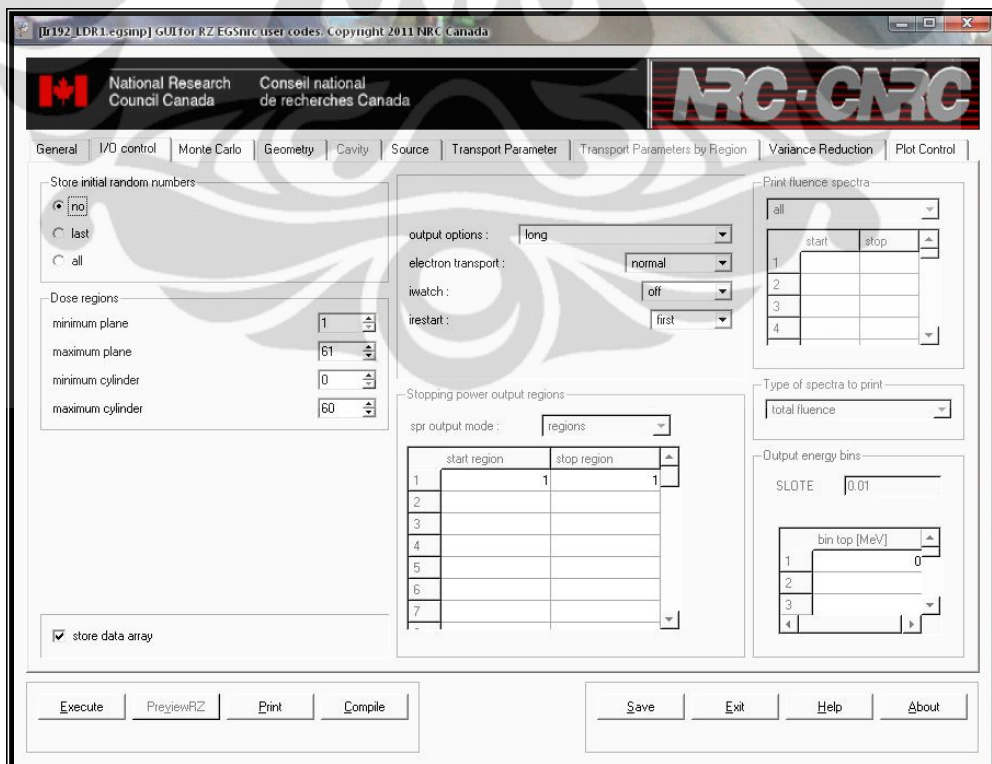 [Ir192_LDR1.egsinp] GUI for RZ EGSnrc user codes. Copyright 2011 NRC Canada
National Research Council Canada
Conseil national de recherches Canada
NRC·CNRC
General I/O control Monte Carlo Geometry Cavity Source Transport Parameter Transport Parameters by Region Variance Reduction Plot Control
Store initial random numbers
no
last
all
Dose regions
minimum plane 1
maximum plane 61
minimum cylinder 0
maximum cylinder 60
store data array
output options : long
electron transport : normal
iwatch : off
irestart : first
Stopping power output regions
spr output mode : regions
start region stop region
1 1 1
2
3
4
5
6
7
Print fluence spectra
all
start stop
1
2
3
4
Type of spectra to print
total fluence
Output energy bins
SLOTE 0.01
bin top [MeV]
1 0
2
3
Execute PreviewRZ Print Compile Save Exit Help About